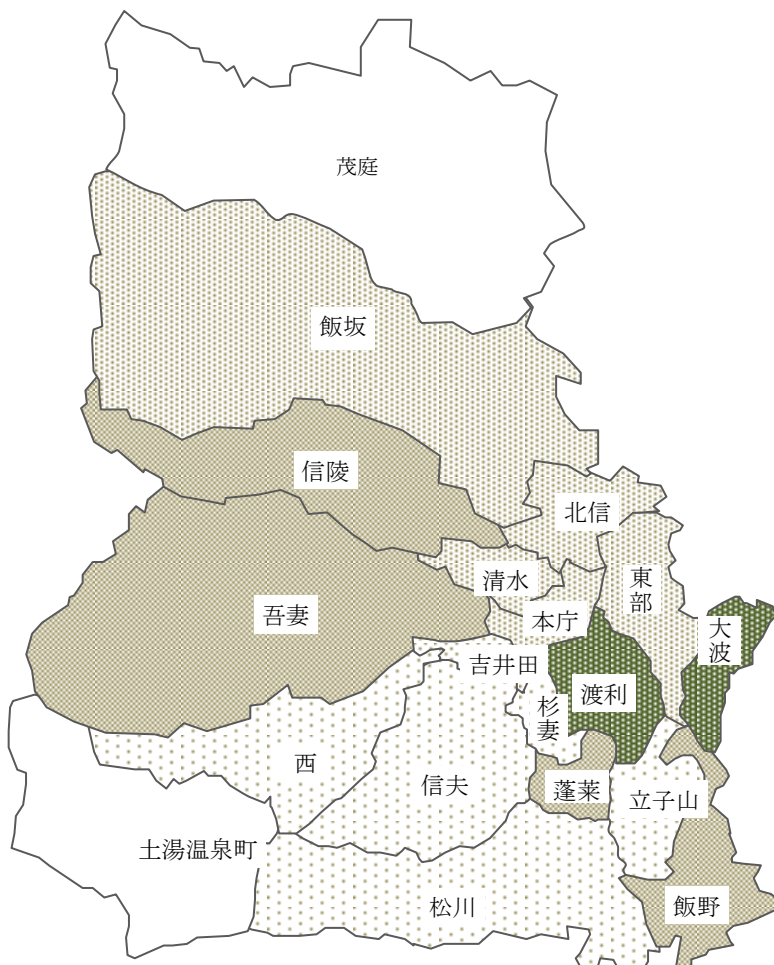 茂庭
飯坂
信陵
北信
清水
東部
吾妻
本庁
大波
吉井田
渡利
杉妻
西
信夫
蓬莱
立子山
土湯温泉町
松川
飯野